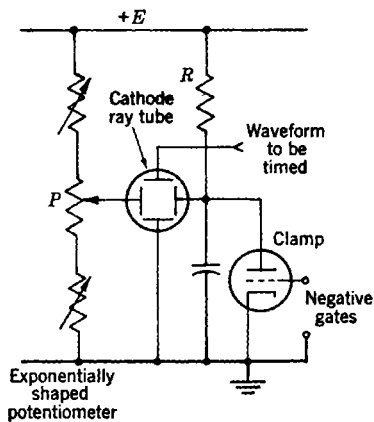 +E
R
Cathode
ray tube
Waveform
to be
timed
P
Clamp
Negative
gates
Exponentially
shaped
potentiometer